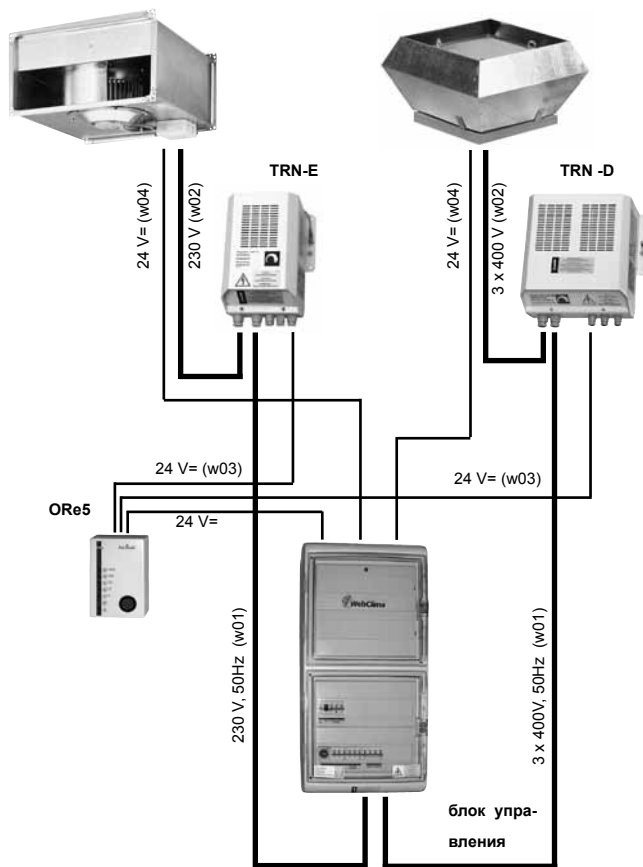 TRN-E
TRN -D
24 V= (w04)
230 V (w02)
24 V= (w04)
3 x 400 V (w02)
24 V= (w03)
24 V= (w03)
ORe5
24 V=
WebClima
230 V, 50Hz (w01)
3 x 400V, 50Hz (w01)
блок упра-
вления